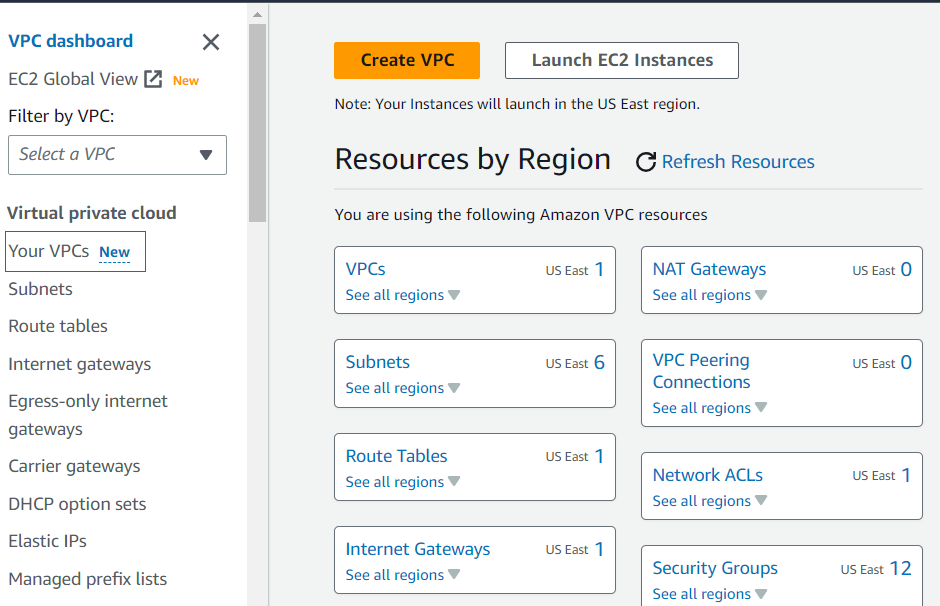 VPC dashboard
EC2 Global View New
Filter by VPC:
Select a VPC
Virtual private cloud
Your VPCs New
Subnets
Route tables
Internet gateways
Egress-only internet
gateways
Carrier gateways
DHCP option sets
Elastic IPs
Managed prefix lists
Create VPC
Launch EC2 Instances
Note: Your Instances will launch in the US East region.
Resources by Region
Refresh Resources
You are using the following Amazon VPC resources
VPCs US East 1
See all regions
NAT Gateways US East 0
See all regions
Subnets US East 6
See all regions
VPC Peering US East 0
Connections
See all regions
Route Tables US East 1
See all regions
Network ACLs US East 1
See all regions
Internet Gateways US East 1
See all regions
Security Groups US East 12
See all regions